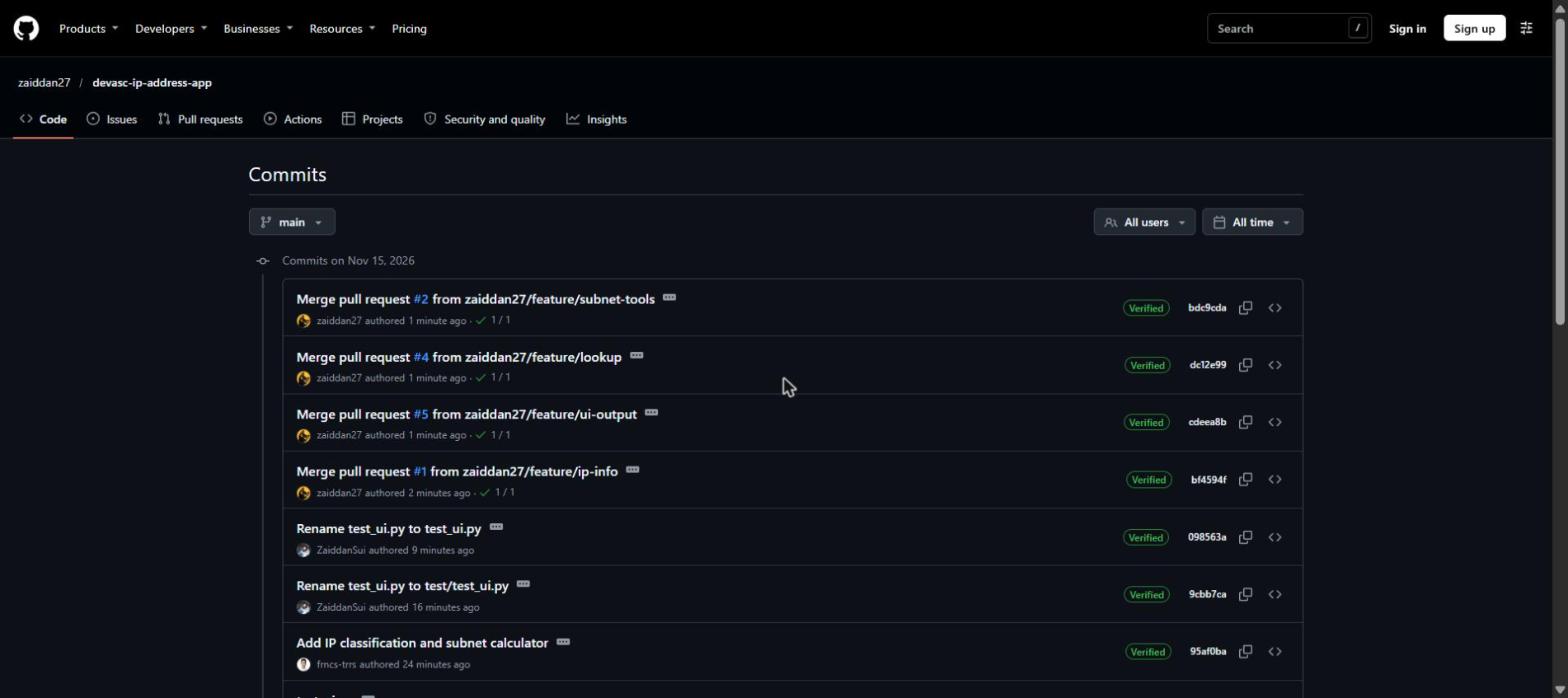 Products Developers Businesses Resources Pricing Search / Sign in Sign up
zaiddan27 / devasc-ip-address-app
Code Issues Pull requests Actions Projects Security and quality Insights
Commits
main All users All time
Commits on Nov 15, 2026
Merge pull request #2 from zaiddan27/feature/subnet-tools
Verified bdc9cda
zaiddan27 authored 1 minute ago · 1 / 1
Merge pull request #4 from zaiddan27/feature/lookup
Verified dc12e99
zaiddan27 authored 1 minute ago · 1 / 1
Merge pull request #5 from zaiddan27/feature/ui-output
Verified cdeea8b
zaiddan27 authored 1 minute ago · 1 / 1
Merge pull request #1 from zaiddan27/feature/ip-info
Verified bf4594f
zaiddan27 authored 2 minutes ago · 1 / 1
Rename test_ui.py to test_ui.py
Verified 098563a
ZaiddanSui authored 9 minutes ago
Rename test_ui.py to test/test_ui.py
Verified 9cbb7ca
ZaiddanSui authored 16 minutes ago
Add IP classification and subnet calculator
Verified 95af0ba
fmcs-trrs authored 24 minutes ago